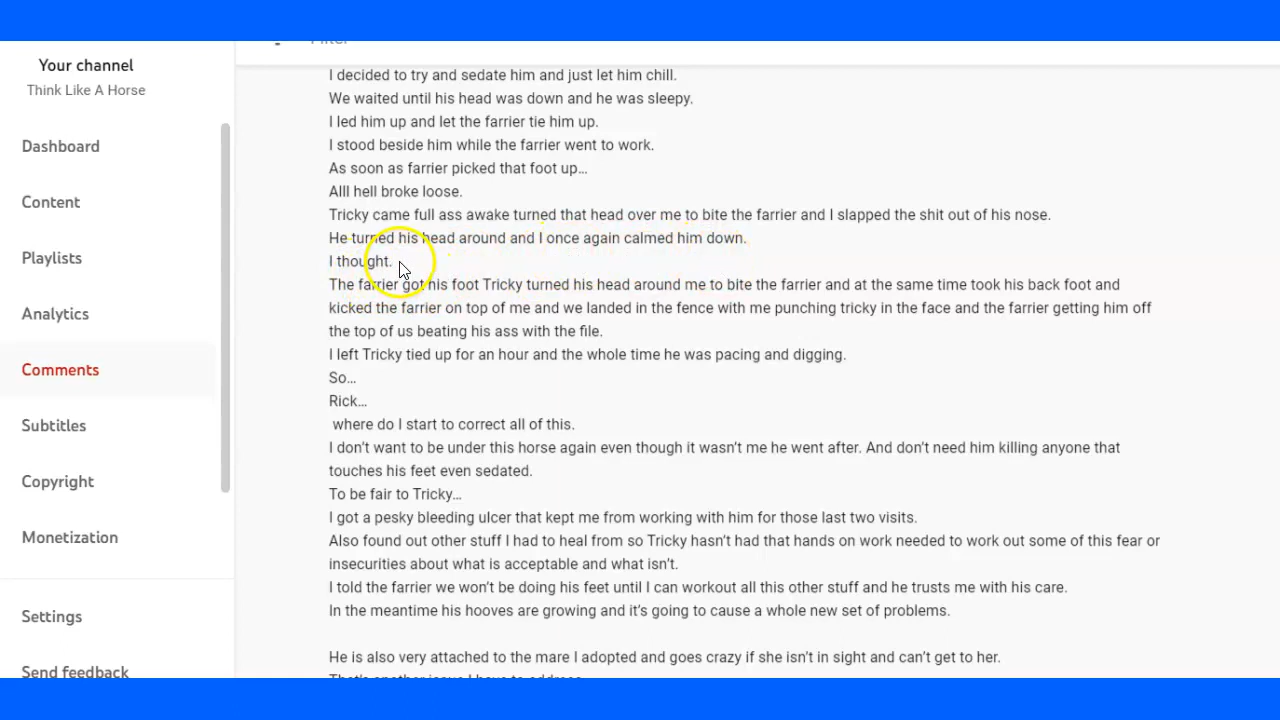 Your channel
Think Like A Horse
Dashboard
Content
Playlists
Analytics
Comments
Subtitles
Copyright
Monetization
Settings
Send feedback
Filter
I decided to try and sedate him and just let him chill.
We waited until his head was down and he was sleepy.
I led him up and let the farrier tie him up.
I stood beside him while the farrier went to work.
As soon as farrier picked that foot up…
Alll hell broke loose.
Tricky came full ass awake turned that head over me to bite the farrier and I slapped the shit out of his nose.
He turned his head around and I once again calmed him down.
I thought.
The farrier got his foot Tricky turned his head around me to bite the farrier and at the same time took his back foot and
kicked the farrier on top of me and we landed in the fence with me punching tricky in the face and the farrier getting him off
the top of us beating his ass with the file.
I left Tricky tied up for an hour and the whole time he was pacing and digging.
So…
Rick…
where do I start to correct all of this.
I don’t want to be under this horse again even though it wasn’t me he went after. And don’t need him killing anyone that
touches his feet even sedated.
To be fair to Tricky…
I got a pesky bleeding ulcer that kept me from working with him for those last two visits.
Also found out other stuff I had to heal from so Tricky hasn’t had that hands on work needed to work out some of this fear or
insecurities about what is acceptable and what isn’t.
I told the farrier we won’t be doing his feet until I can workout all this other stuff and he trusts me with his care.
In the meantime his hooves are growing and it’s going to cause a whole new set of problems.
He is also very attached to the mare I adopted and goes crazy if she isn’t in sight and can’t get to her.
That’s another issue I have to address